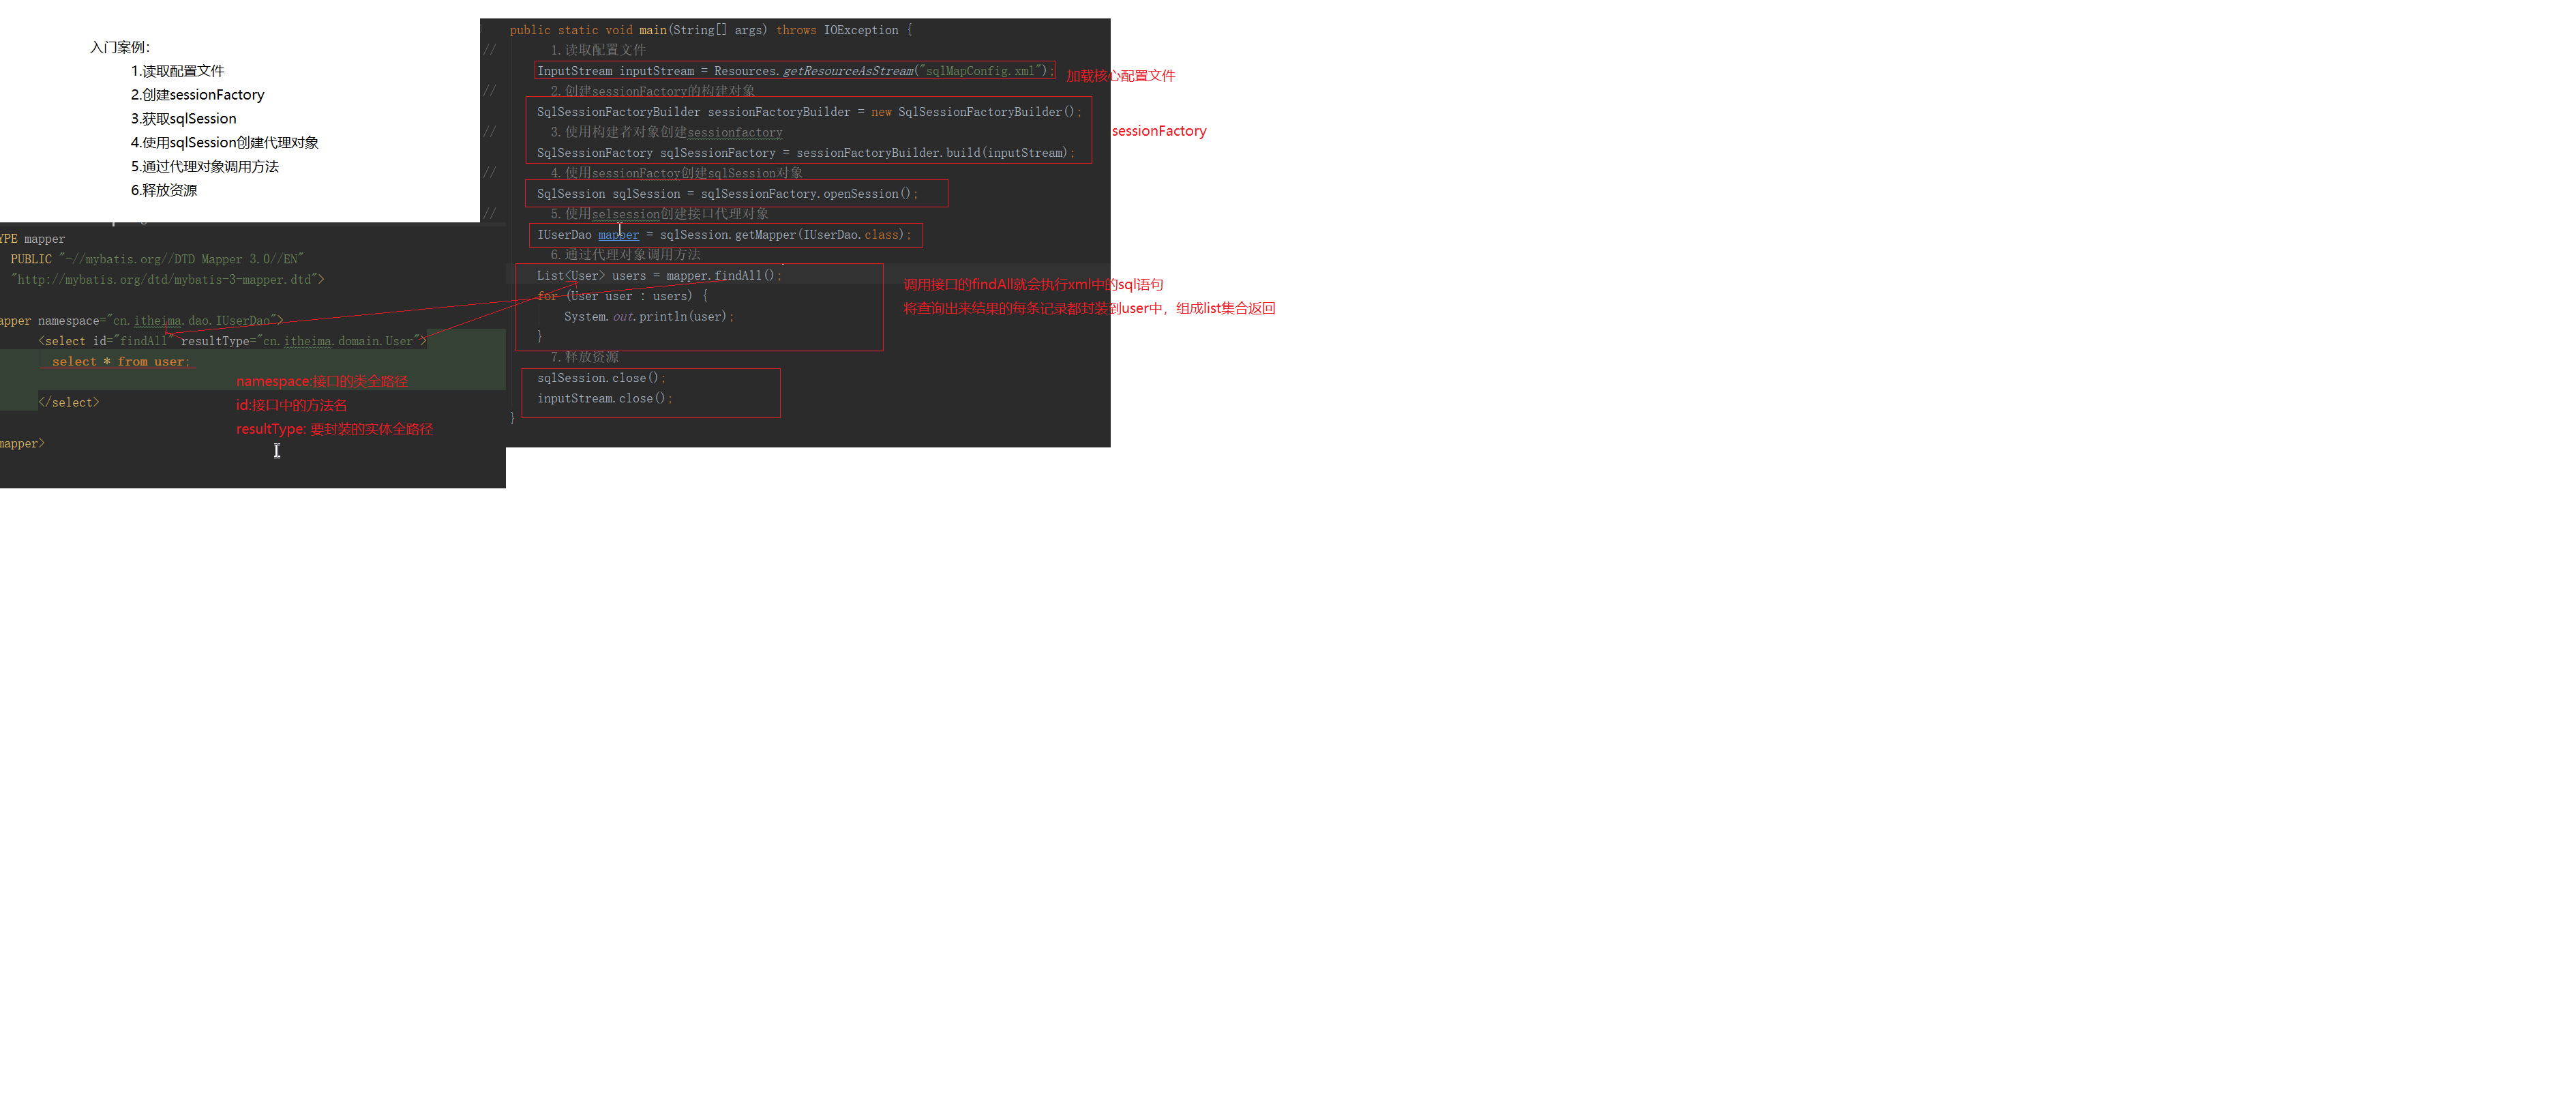 入门案例：
1.读取配置文件
2.创建sessionFactory
3.获取sqlSession
4.使用sqlSession创建代理对象
5.通过代理对象调用方法
6.释放资源
public static void main(String[] args) throws IOException {
// 1.读取配置文件
InputStream inputStream = Resources.getResourceAsStream("sqlMapConfig.xml");
加载核心配置文件
// 2.创建sessionFactory的构建对象
SqlSessionFactoryBuilder sessionFactoryBuilder = new SqlSessionFactoryBuilder();
// 3.使用构建者对象创建sessionfactory
sessionFactory
SqlSessionFactory sqlSessionFactory = sessionFactoryBuilder.build(inputStream);
// 4.使用sessionFactoy创建sqlSession对象
SqlSession sqlSession = sqlSessionFactory.openSession();
// 5.使用selsession创建接口代理对象
IUserDao mapper = sqlSession.getMapper(IUserDao.class);
6.通过代理对象调用方法
List<User> users = mapper.findAll();
for (User user : users) {
System.out.println(user);
}
7.释放资源
sqlSession.close();
inputStream.close();
}
调用接口的findAll就会执行xml中的sql语句
将查询出来结果的每条记录都封装到user中，组成list集合返回
YPE mapper
PUBLIC "-//mybatis.org//DTD Mapper 3.0//EN"
"http://mybatis.org/dtd/mybatis-3-mapper.dtd">
apper namespace="cn.itheima.dao.IUserDao">
<select id="findAll" resultType="cn.itheima.domain.User">
select * from user;
</select>
mapper>
namespace:接口的类全路径
id:接口中的方法名
resultType: 要封装的实体全路径